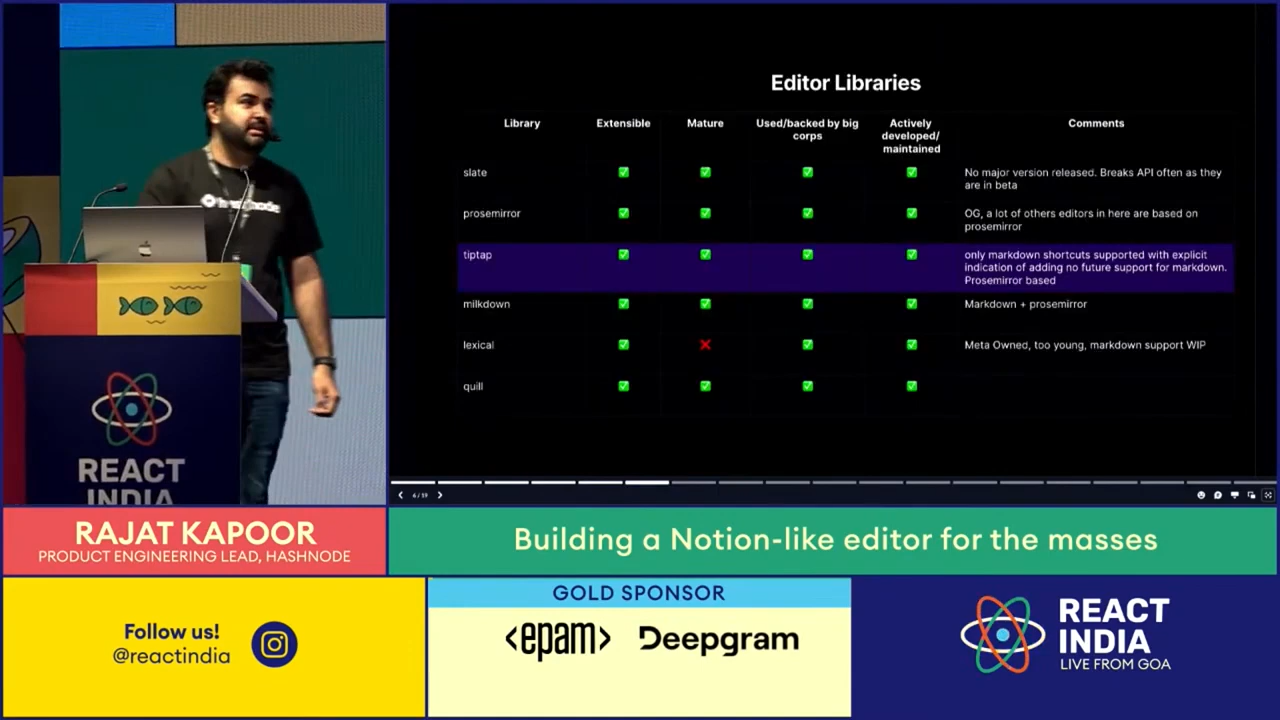 Editor Libraries
Library Extensible Mature Used/backed by big corps Actively developed/ maintained Comments
slate ✅ ✅ ✅ ✅ No major version released. Breaks API often as they
are in beta
prosemirror ✅ ✅ ✅ ✅ OG, a lot of others editors in here are based on
prosemirror
tiptap ✅ ✅ ✅ ✅ only markdown shortcuts supported with explicit
indication of adding no future support for markdown.
Prosemirror based
milkdown ✅ ✅ ✅ ✅ Markdown + prosemirror
lexical ✅ ❌ ✅ ✅ Meta Owned, too young, markdown support WIP
quill ✅ ✅ ✅ ✅
6 / 19
REACT
INDIA
RAJAT KAPOOR
PRODUCT ENGINEERING LEAD, HASHNODE
Building a Notion-like editor for the masses
Follow us!
@reactindia
GOLD SPONSOR
<epam> Deepgram
REACT
INDIA
LIVE FROM GOA